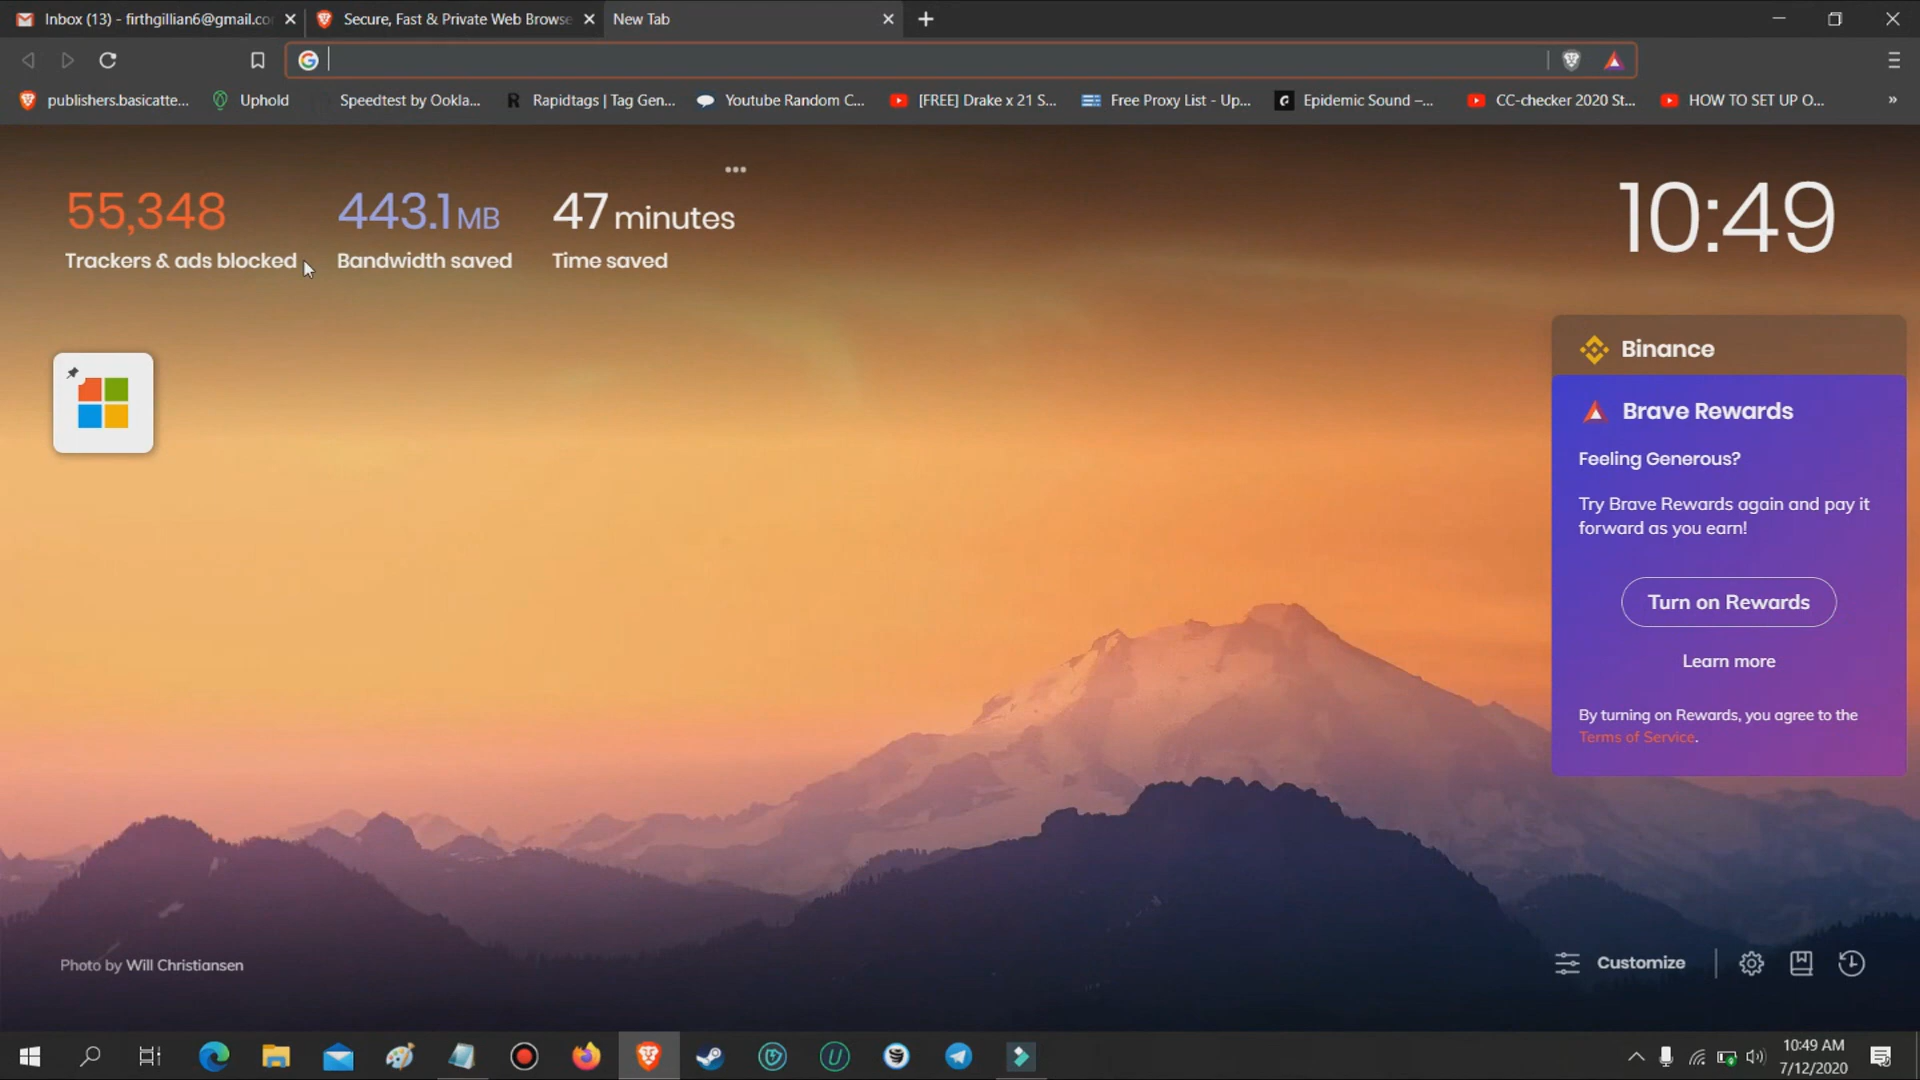 Inbox (13) - firthgillian6@gmail.co
Secure, Fast & Private Web Browse
New Tab
publishers.basicatte...
Uphold
Speedtest by Ookla...
Rapidtags | Tag Gen...
Youtube Random C...
[FREE] Drake x 21 S...
Free Proxy List - Up...
Epidemic Sound –...
CC-checker 2020 St...
HOW TO SET UP O...
»
55,348
Trackers & ads blocked
443.1 MB
Bandwidth saved
47 minutes
Time saved
10:49
Binance
Brave Rewards
Feeling Generous?
Try Brave Rewards again and pay it
forward as you earn!
Turn on Rewards
Learn more
By turning on Rewards, you agree to the
Terms of Service.
Photo by Will Christiansen
Customize
10:49 AM
7/12/2020